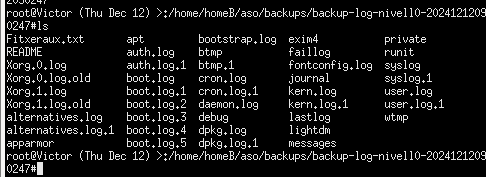 2030247#
root@Victor (Thu Dec 12) >:/home/homeB/aso/backups/backup-log-nivell0-2024121209
0247#ls
Fitxeraux.txt apt bootstrap.log exim4 private
README auth.log btmp faillog runit
Xorg.0.log auth.log.1 btmp.1 fontconfig.log syslog
Xorg.0.log.old boot.log cron.log journal syslog.1
Xorg.1.log boot.log.1 cron.log.1 kern.log user.log
Xorg.1.log.old boot.log.2 daemon.log kern.log.1 user.log.1
alternatives.log boot.log.3 debug lastlog wtmp
alternatives.log.1 boot.log.4 dpkg.log lightdm
apparmor boot.log.5 dpkg.log.1 messages
root@Victor (Thu Dec 12) >:/home/homeB/aso/backups/backup-log-nivell0-2024121209
0247#